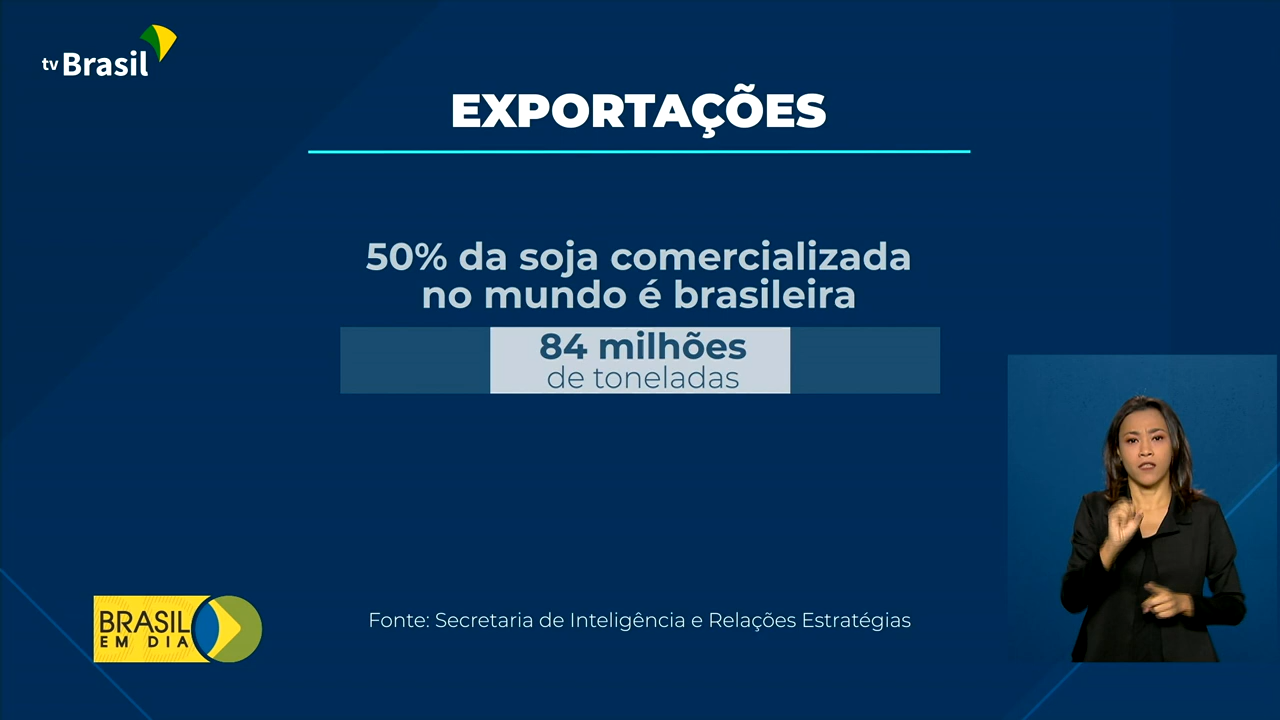 tv Brasil
EXPORTAÇÕES
50% da soja comercializada
no mundo é brasileira
84 milhões
de toneladas
BRASIL
EM DIA
Fonte: Secretaria de Inteligência e Relações Estratégias